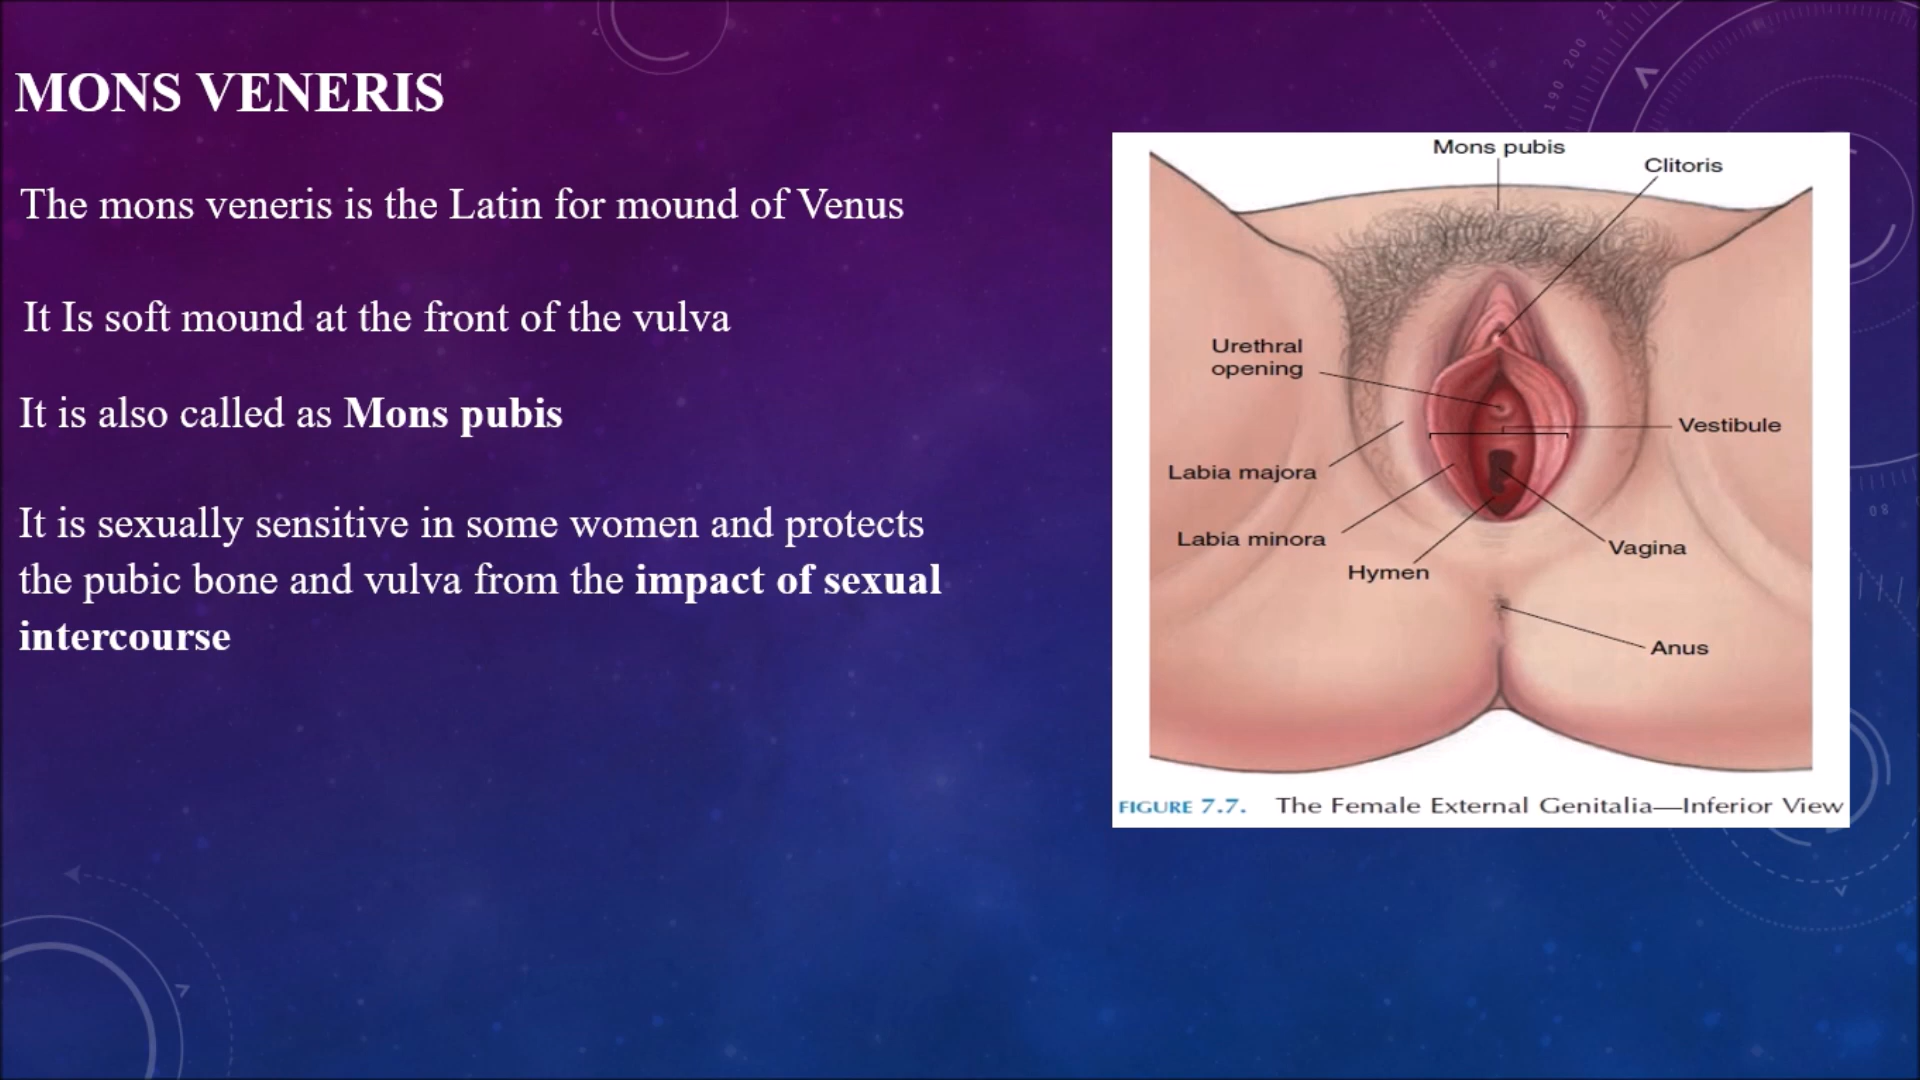 MONS VENERIS
The mons veneris is the Latin for mound of Venus
It Is soft mound at the front of the vulva
It is also called as Mons pubis
It is sexually sensitive in some women and protects
the pubic bone and vulva from the impact of sexual
intercourse
Mons pubis
Clitoris
Urethral
opening
Vestibule
Labia majora
Labia minora
Vagina
Hymen
Anus
FIGURE 7.7. The Female External Genitalia—Inferior View
190 200
80